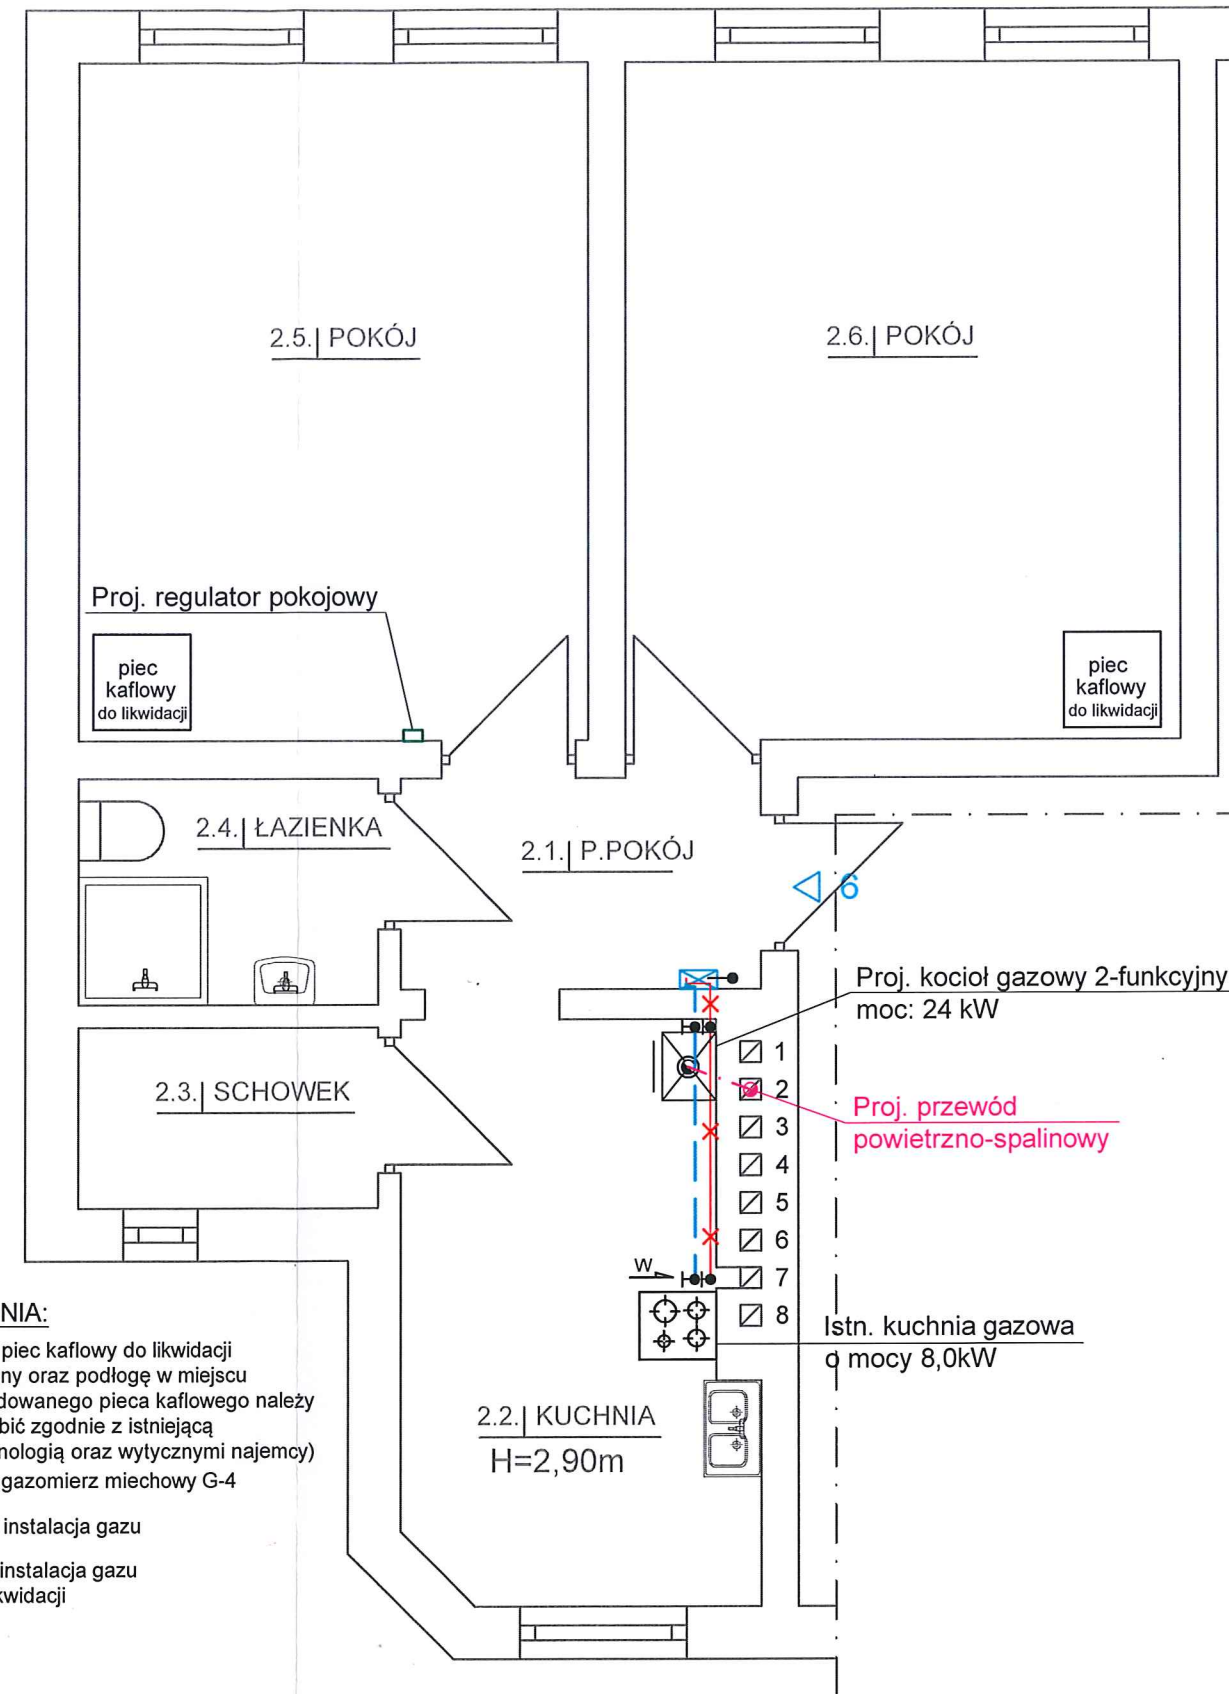 2.5.| POKÓJ
2.6.| POKÓJ
Proj. regulator pokojowy
piec
kaflowy
do likwidacji
piec
kaflowy
do likwidacji
2.4.| ŁAZIENKA
2.1.| P.POKÓJ
6
Proj. kocioł gazowy 2-funkcyjny
moc: 24 kW
1
2
3
4
5
6
7
8
Proj. przewód
powietrzno-spalinowy
2.3.| SCHOWEK
W
Istn. kuchnia gazowa
o mocy 8,0kW
2.2.| KUCHNIA
H=2,90m
NIA:
piec kaflowy do likwidacji
ny oraz podłogę w miejscu
dowanego pieca kaflowego należy
bić zgodnie z istniejącą
nologią oraz wytycznymi najemcy)
gazomierz miechowy G-4
instalacja gazu
instalacja gazu
kwidacji